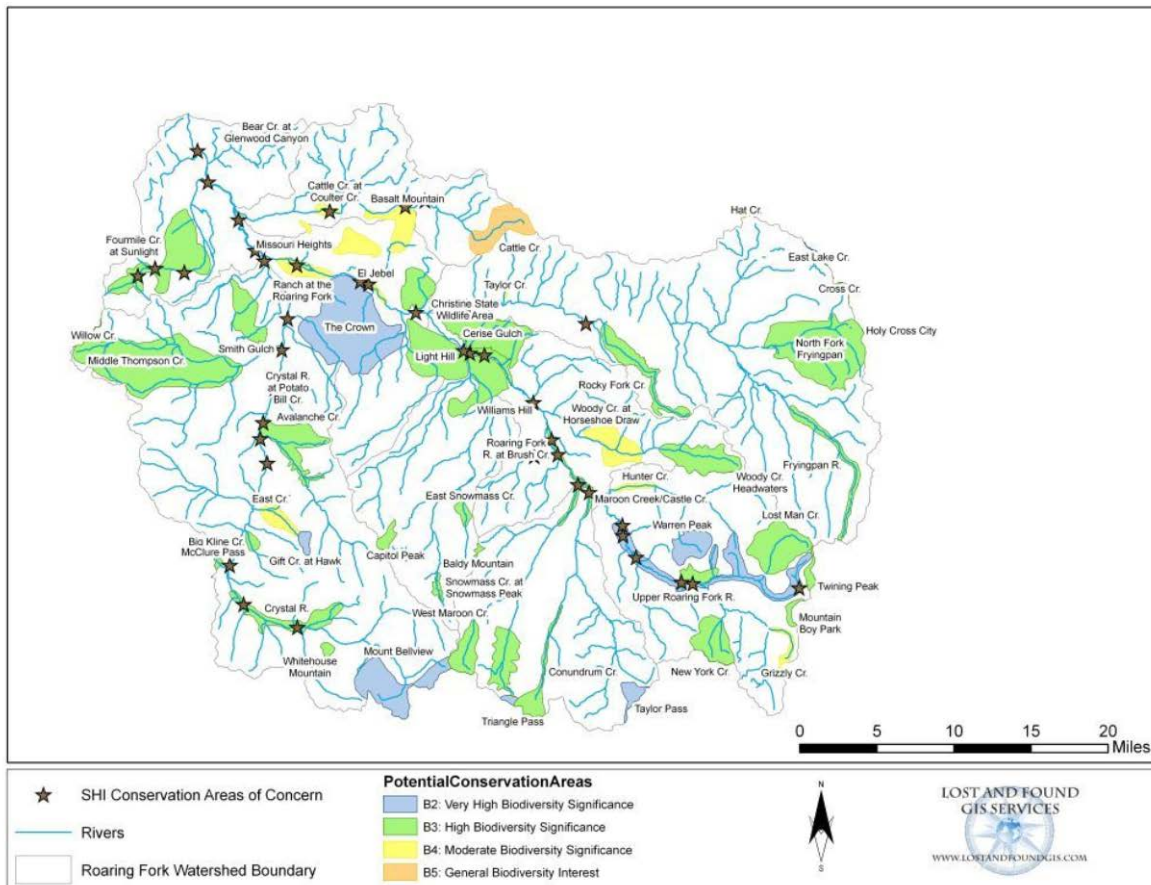 Bear Cr. at
Glenwood Canyon
Cattle Cr. at
Coulter Cr.
Basalt Mountain
Hat Cr.
Fourmile Cr.
at Sunlight
Missouri Heights
Cattle Cr.
East Lake Cr.
El Jebel
Ranch at the
Roaring Fork
Taylor Cr.
Cross Cr.
Christine State
Wildlife Area
The Crown
Holy Cross City
Willow Cr.
Cerise Gulch
North Fork
Fryingpan
Smith Gulch
Light Hill
Middle Thompson Cr.
Crystal R.
at Potato
Bill Cr.
Rocky Fork Cr.
Williams Hill
Woody Cr. at
Horseshoe Draw
Avalanche Cr.
Roaring Fork
R. at Brush Cr.
Hunter Cr.
Woody Cr.
Headwaters
Fryingpan R.
East Cr.
East Snowmass Cr.
Maroon Creek/Castle Cr.
Lost Man Cr.
Warren Peak
Big Kline Cr.
McClure Pass
Gift Cr. at Hawk
Capitol Peak
Baldy Mountain
Snowmass Cr. at
Snowmass Peak
Twining Peak
Upper Roaring Fork R.
Crystal R.
West Maroon Cr.
Mountain
Boy Park
Whitehouse
Mountain
Mount Bellview
Conundrum Cr.
New York Cr.
Grizzly Cr.
Triangle Pass
Taylor Pass
0 5 10 15 20
Miles
SHI Conservation Areas of Concern
Rivers
Roaring Fork Watershed Boundary
PotentialConservationAreas
B2: Very High Biodiversity Significance
B3: High Biodiversity Significance
B4: Moderate Biodiversity Significance
B5: General Biodiversity Interest
N
S
LOST AND FOUND
GIS SERVICES
WWW.LOSTANDFOUNDGIS.COM